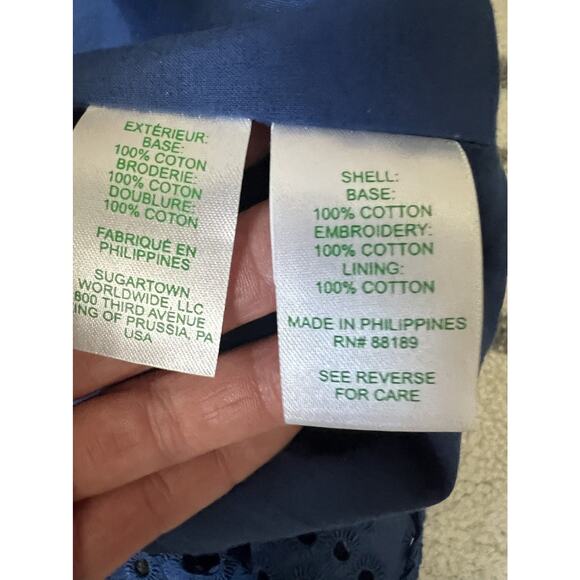 EXTÉRIEUR:
BASE:
100% COTON
BRODERIE:
100% COTON
DOUBLURE:
100% COTON
FABRIQUÉ EN
PHILIPPINES
SUGARTOWN
WORLDWIDE, LLC
800 THIRD AVENUE
ING OF PRUSSIA, PA
USA
SHELL:
BASE:
100% COTTON
EMBROIDERY:
100% COTTON
LINING:
100% COTTON
MADE IN PHILIPPINES
RN# 88189
SEE REVERSE
FOR CARE